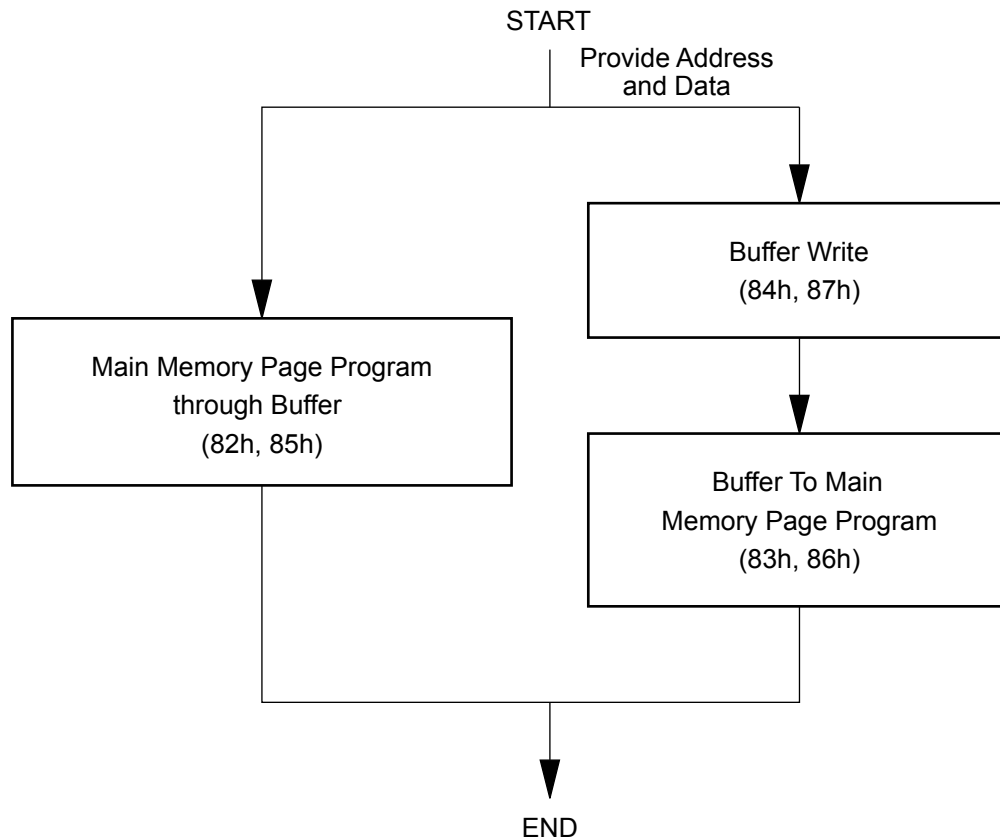 START
Provide Address
and Data
Buffer Write
(84h, 87h)
Main Memory Page Program
through Buffer
(82h, 85h)
Buffer To Main
Memory Page Program
(83h, 86h)
END